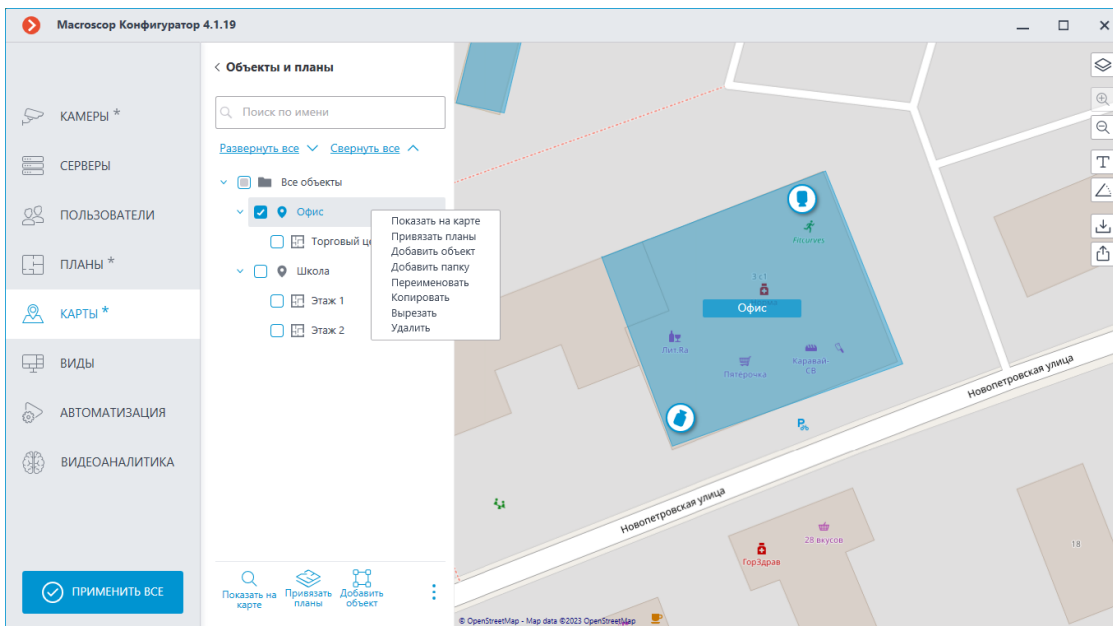 Macroscop Конфигуратор 4.1.19
КАМЕРЫ *
СЕРВЕРЫ
ПОЛЬЗОВАТЕЛИ
ПЛАНЫ *
КАРТЫ *
ВИДЫ
АВТОМАТИЗАЦИЯ
ВИДЕОАНАЛИТИКА
ПРИМЕНИТЬ ВСЕ
Объекты и планы
Поиск по имени
Развернуть все Свернуть все
Все объекты
Офис
Торговый це
Школа
Этаж 1
Этаж 2
Показать на карте
Привязать планы
Добавить объект
Добавить папку
Переименовать
Копировать
Вырезать
Удалить
Показать на
карте
Привязать
планы
Добавить
объект
Fitcurves
3 с1
Офис
Лит.Ra
Пятёрочка
Каравай-
СВ
Новопетровская улица
Новопетровская улица
28 вкусов
ГорЗдрав
18
T
© OpenStreetMap - Map data ©2023 OpenStreetMap